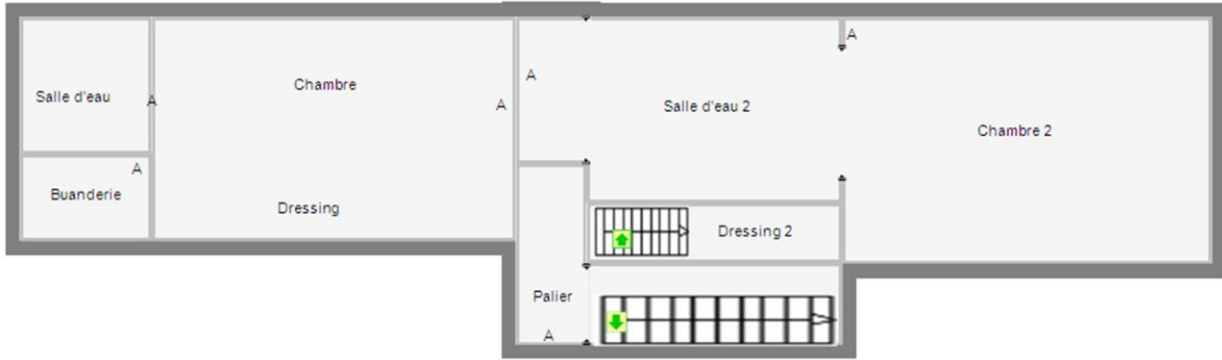 A
Chambre
A
Salle d'eau
A
A
Salle d'eau 2
Chambre 2
A
Buanderie
Dressing
Dressing 2
Palier
A